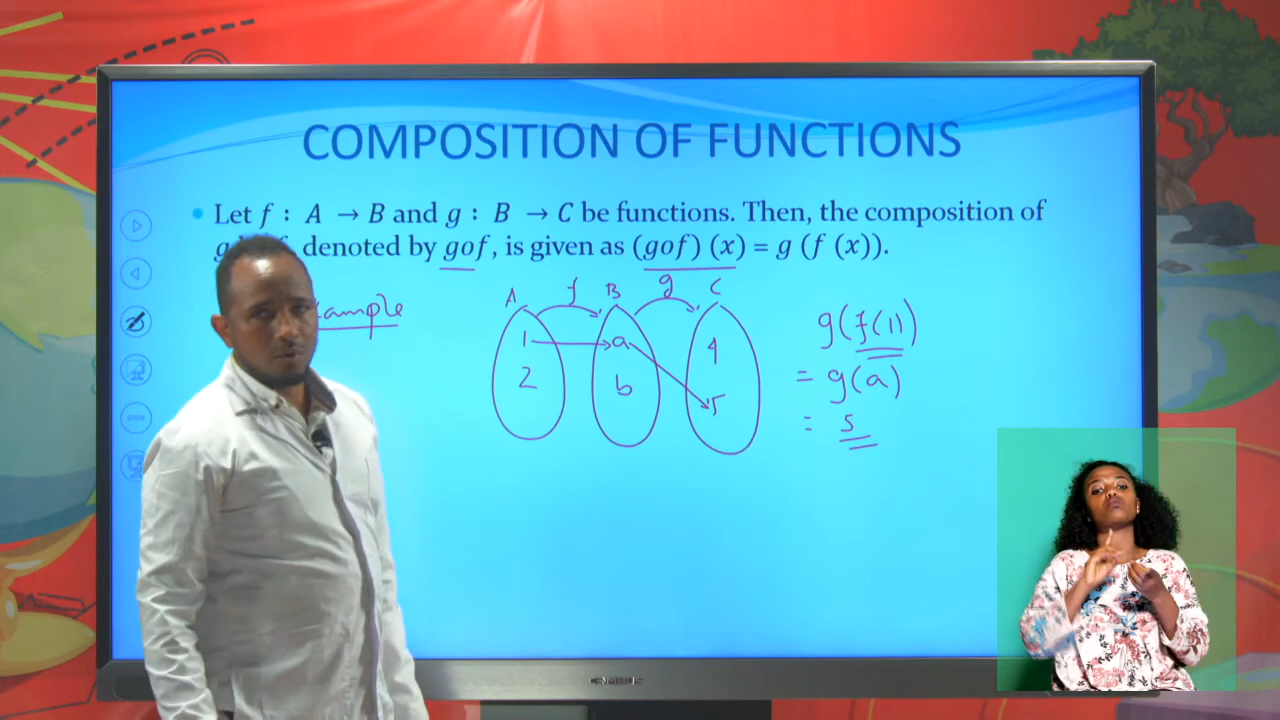 COMPOSITION OF FUNCTIONS
• Let f : A → B and g : B → C be functions. Then, the composition of
g denoted by gof, is given as (gof) (x) = g (f (x)).
ample
A f B g C
1 a 4
2 b 5
g(f(1))
= g(a)
= 5